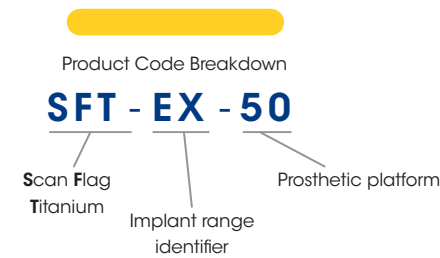 Product Code Breakdown
SFT - EX - 50
Scan Flag
Titanium
Implant range
identifier
Prosthetic platform